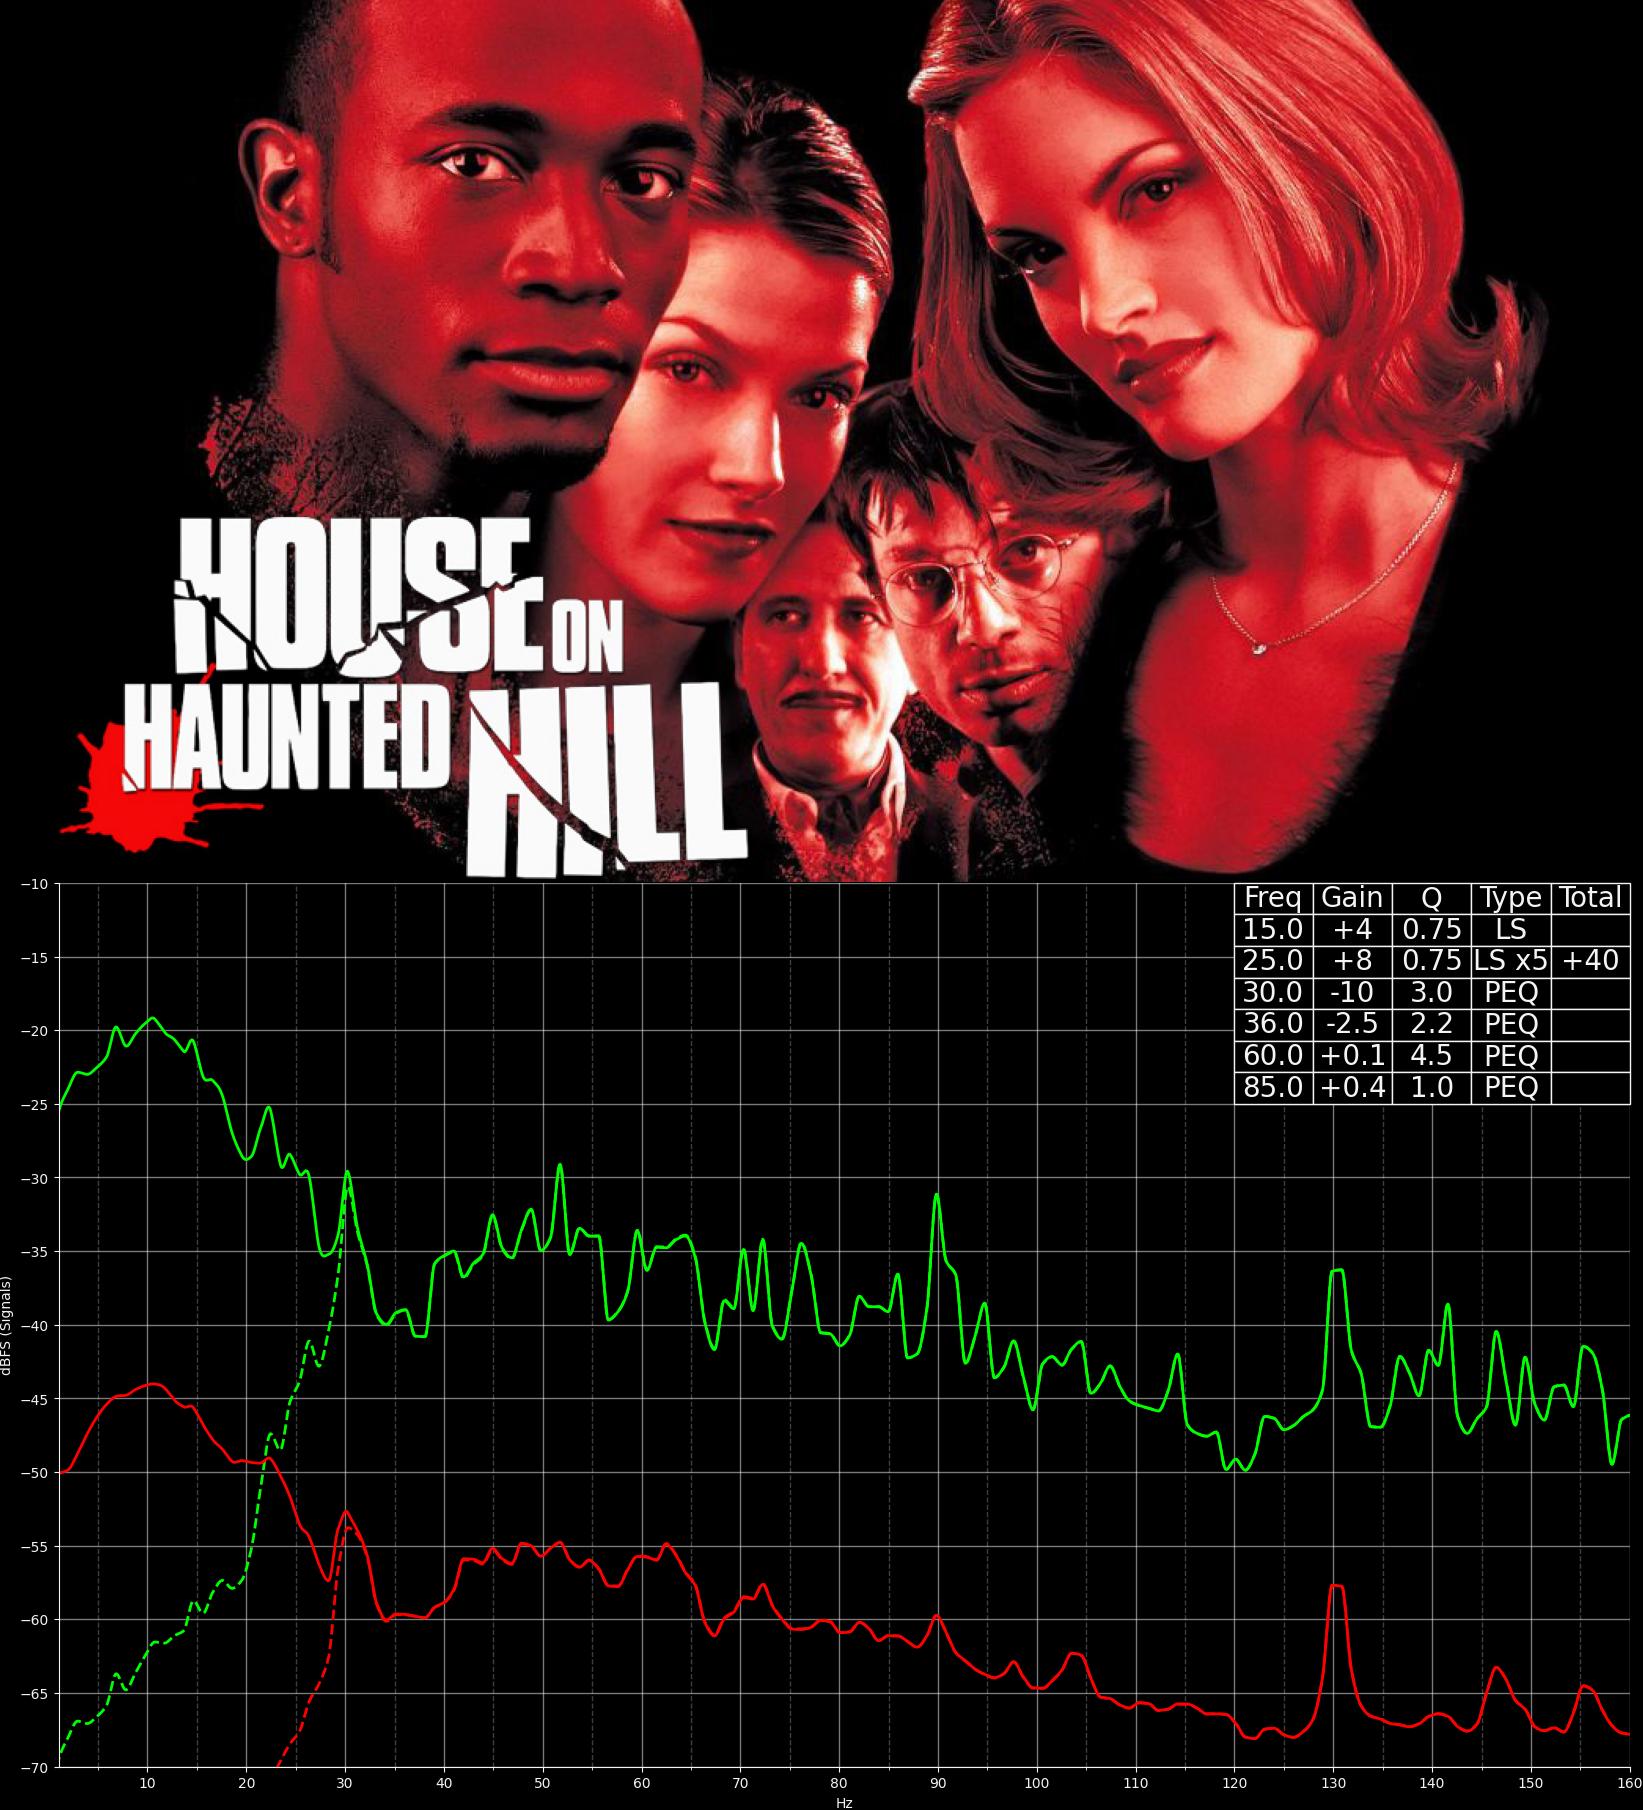 HOUSE ON
HAUNTED HILL
Freq Gain Q Type Total
15.0 +4 0.75 LS
25.0 +8 0.75 LS x5 +40
30.0 -10 3.0 PEQ
36.0 -2.5 2.2 PEQ
60.0 +0.1 4.5 PEQ
85.0 +0.4 1.0 PEQ
−10
−15
−20
−25
−30
−35
−40
−45
−50
−55
−60
−65
−70
dBFS (Signals)
10 20 30 40 50 60 70 80 90 100 110 120 130 140 150 160
Hz